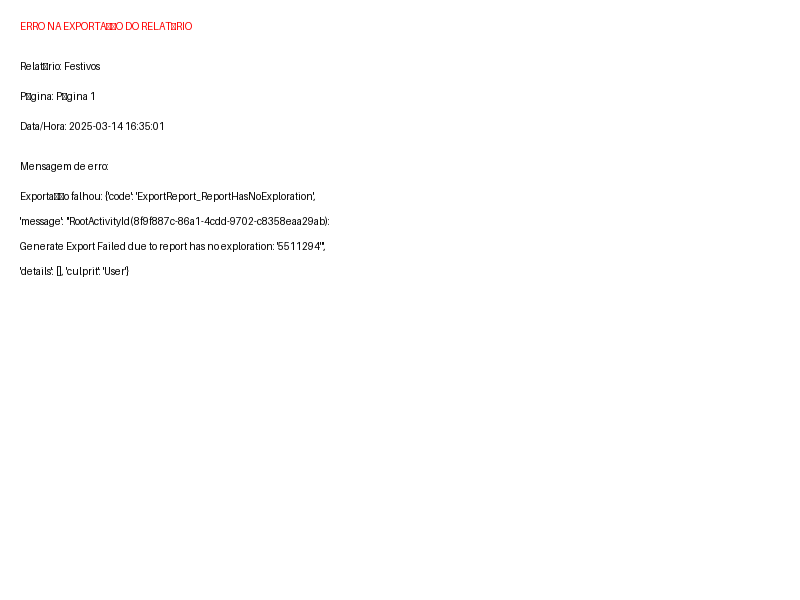 ERRO NA EXPORTA▯▯O DO RELAT▯RIO
Relat▯rio: Festivos
P▯gina: P▯gina 1
Data/Hora: 2025-03-14 16:35:01
Mensagem de erro:
Exporta▯▯o falhou: {'code': 'ExportReport_ReportHasNoExploration',
'message': "RootActivityId(8f9f887c-86a1-4cdd-9702-c8358eaa29ab):
Generate Export Failed due to report has no exploration: '5511294'",
'details': [], 'culprit': 'User'}